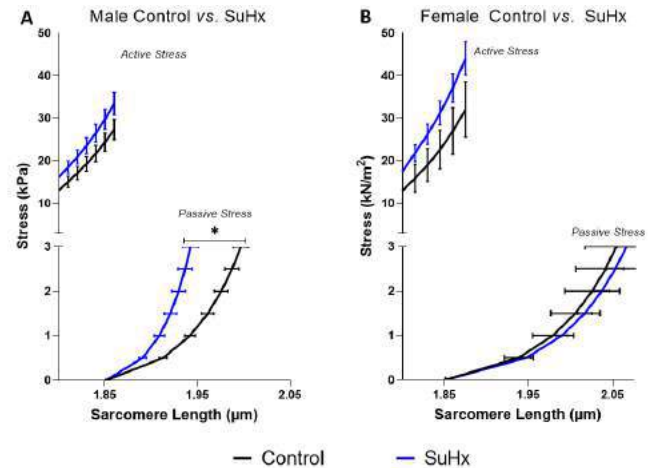 A
Male Control vs. SuHx
Active Stress
Stress (kPa)
50
40
30
20
10
Passive Stress
*
3
2
1
0
1.85
1.95
2.05
Sarcomere Length (µm)
B
Female Control vs. SuHx
Active Stress
Stress (kN/m²)
50
40
30
20
10
Passive Stress
3
2
1
0
1.85
1.95
2.05
Sarcomere Length (µm)
Control
SuHx